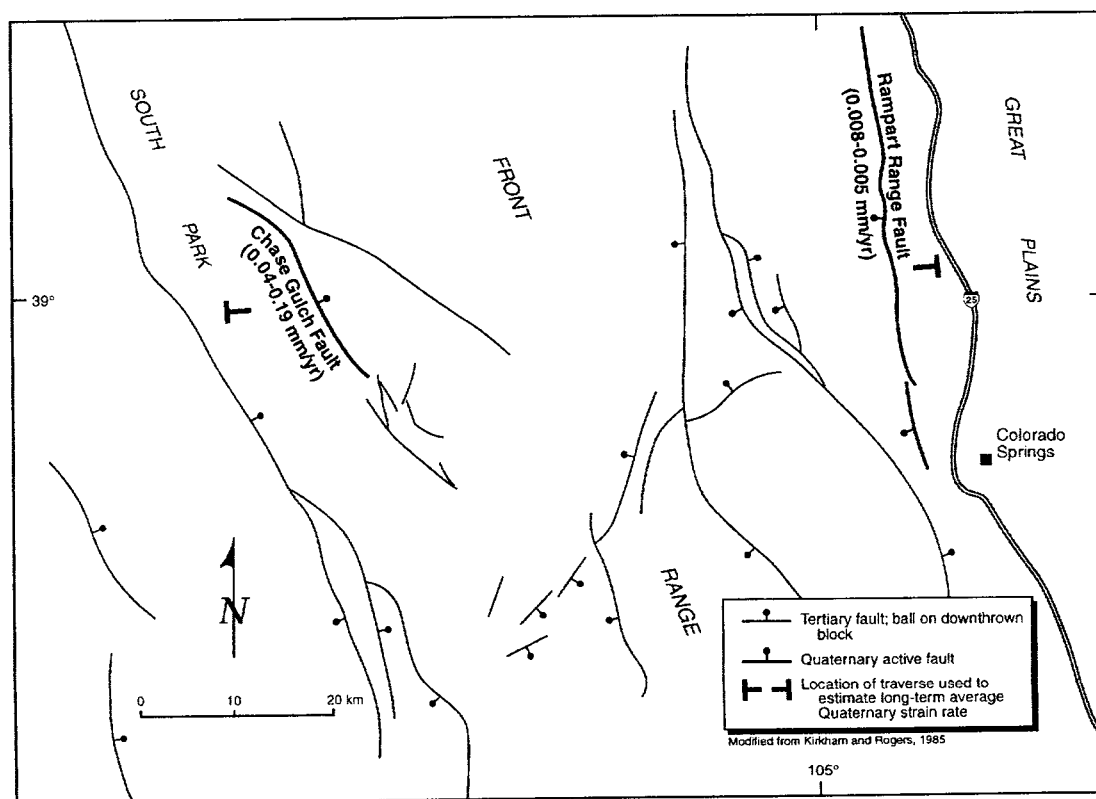 SOUTH
PARK
FRONT
RANGE
GREAT
PLAINS
Rampart Range Fault
(0.008-0.005 mm/yr)
Chase Gulch Fault
(0.04-0.19 mm/yr)
39°
25
Colorado
Springs
N
0 10 20 km
Tertiary fault; ball on downthrown
block
Quaternary active fault
Location of traverse used to
estimate long-term average
Quaternary strain rate
Modified from Kirkham and Rogers, 1985
105°